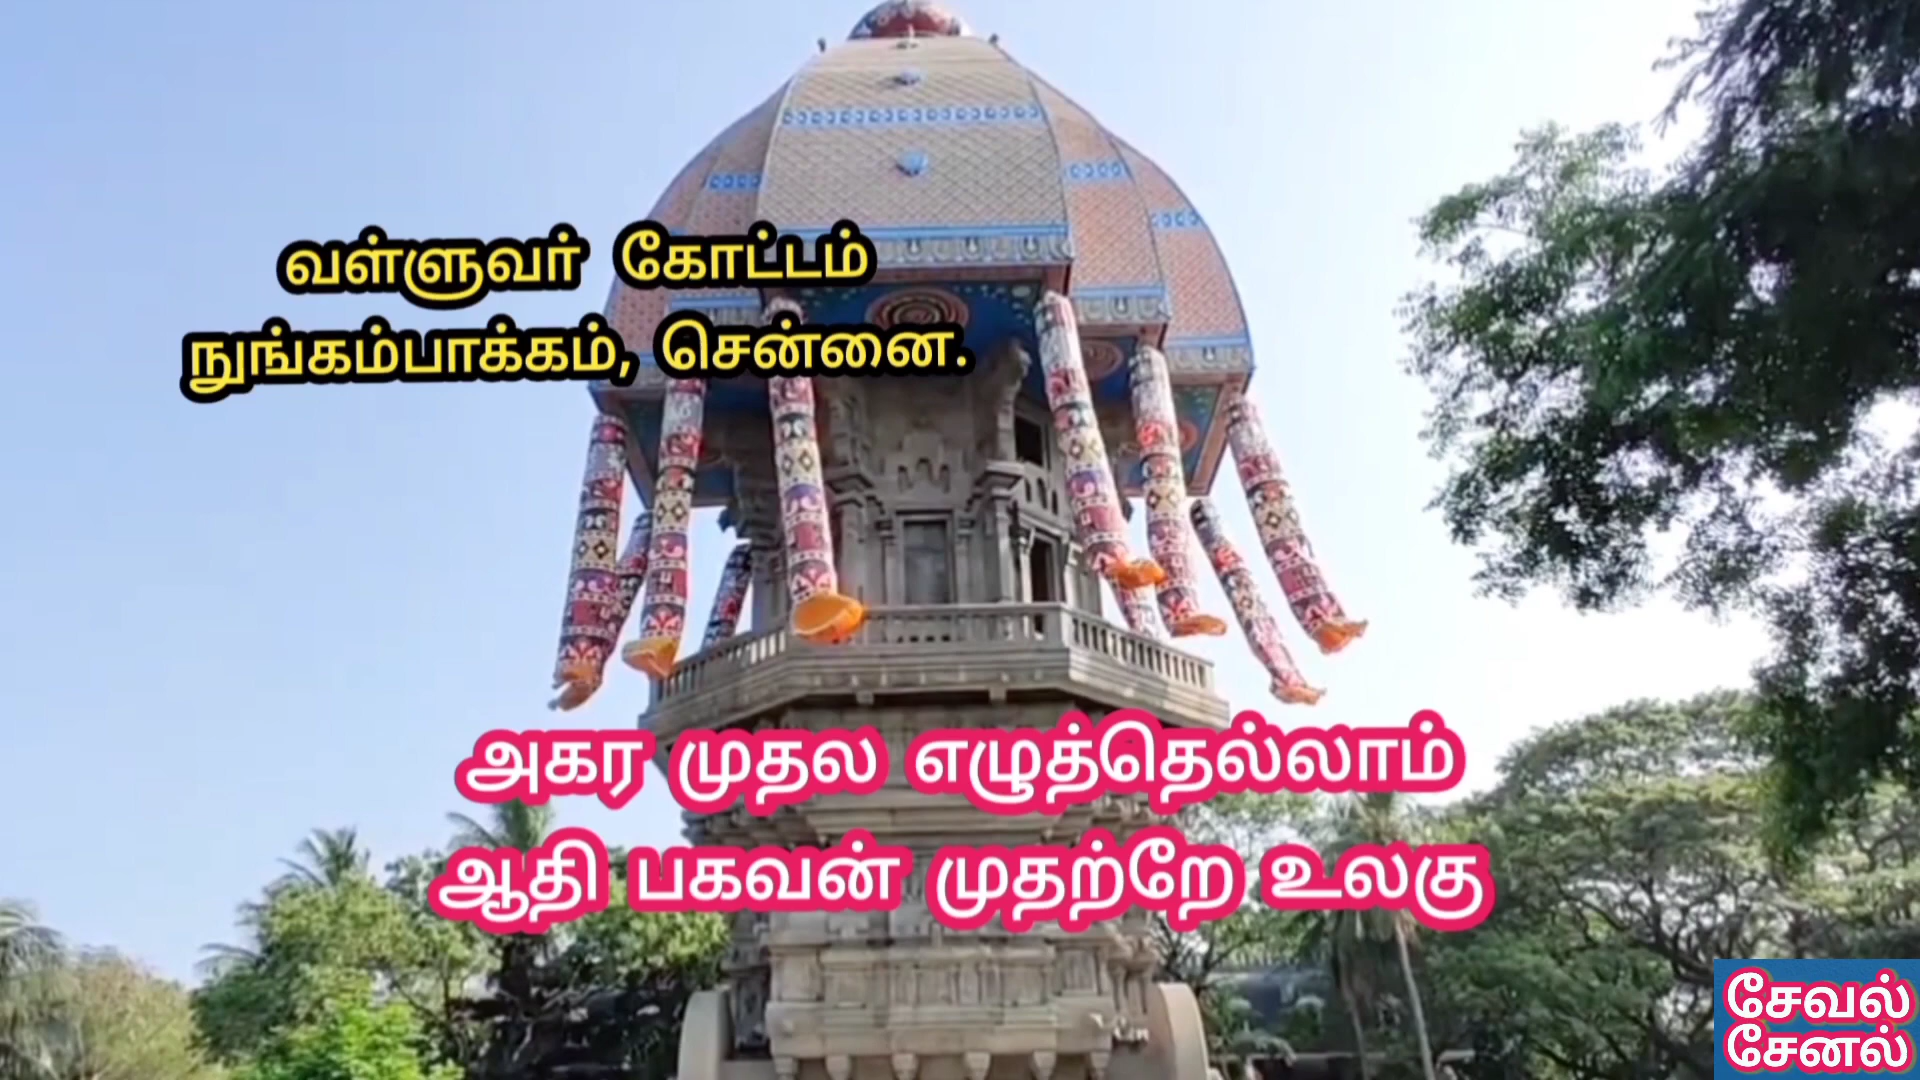 வள்ளுவர் கோட்டம்
நுங்கம்பாக்கம், சென்னை.
அகர முதல எழுத்தெல்லாம்
ஆதி பகவன் முதற்றே உலகு
சேவல்
சேனல்